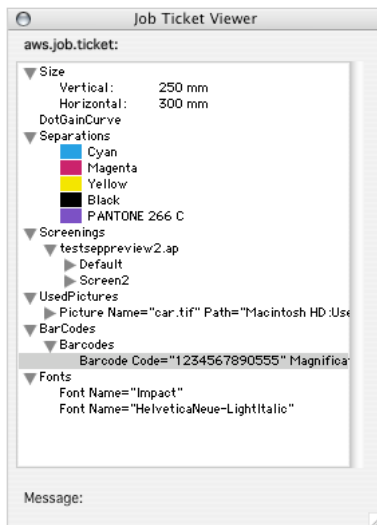 Job Ticket Viewer
aws.job.ticket:
Size
Vertical: 250 mm
Horizontal: 300 mm
DotGainCurve
Separations
Cyan
Magenta
Yellow
Black
PANTONE 266 C
Screenings
testseppreview2.ap
Default
Screen2
UsedPictures
Picture Name="car.tif" Path="Macintosh HD:Use
BarCodes
Barcodes
Barcode Code="1234567890555" Magnificat
Fonts
Font Name="Impact"
Font Name="HelveticaNeue-LightItalic"
Message: